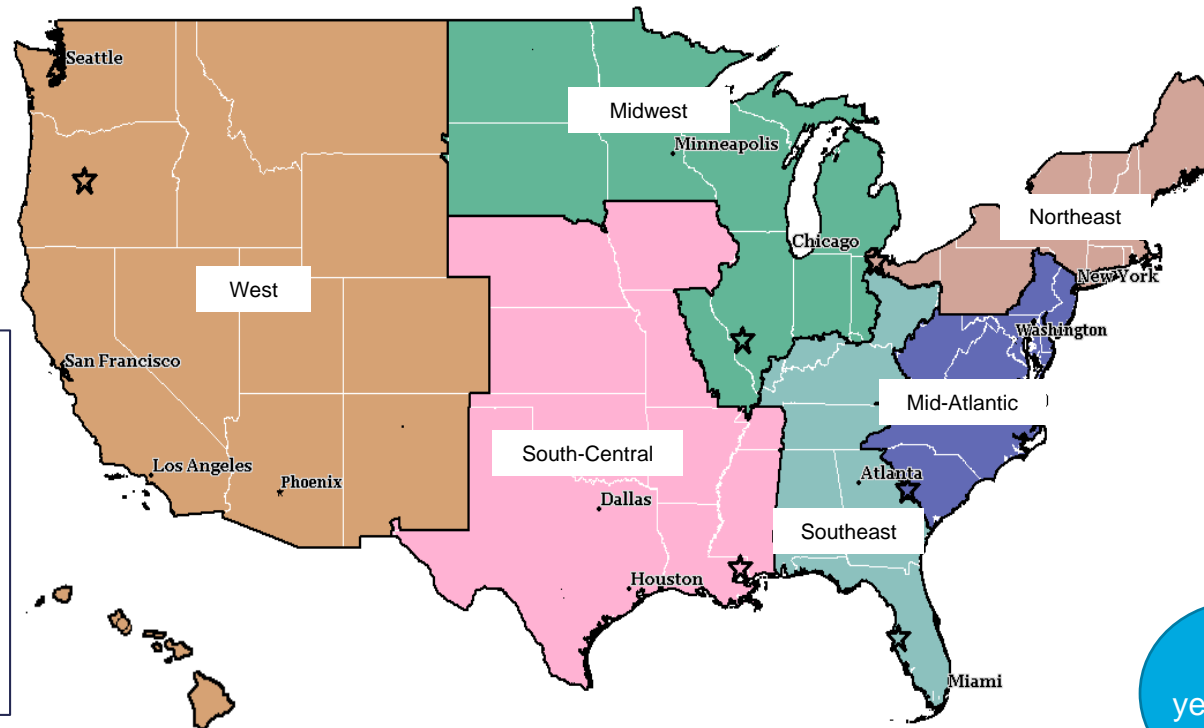 Seattle
Midwest
Minneapolis
Northeast
Chicago
New York
West
Washington
San Francisco
Mid-Atlantic
South-Central
Los Angeles
Atlanta
Phoenix
Dallas
Southeast
Houston
Miami